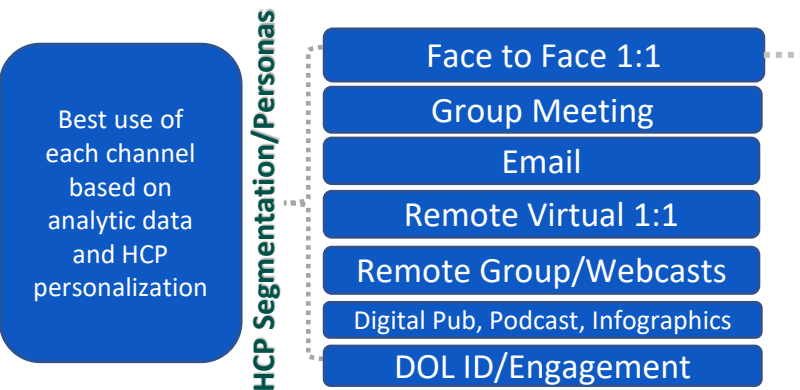 Best use of
each channel
based on
analytic data
and HCP
personalization
HCP Segmentation/Personas
Face to Face 1:1
Group Meeting
Email
Remote Virtual 1:1
Remote Group/Webcasts
Digital Pub, Podcast, Infographics
DOL ID/Engagement